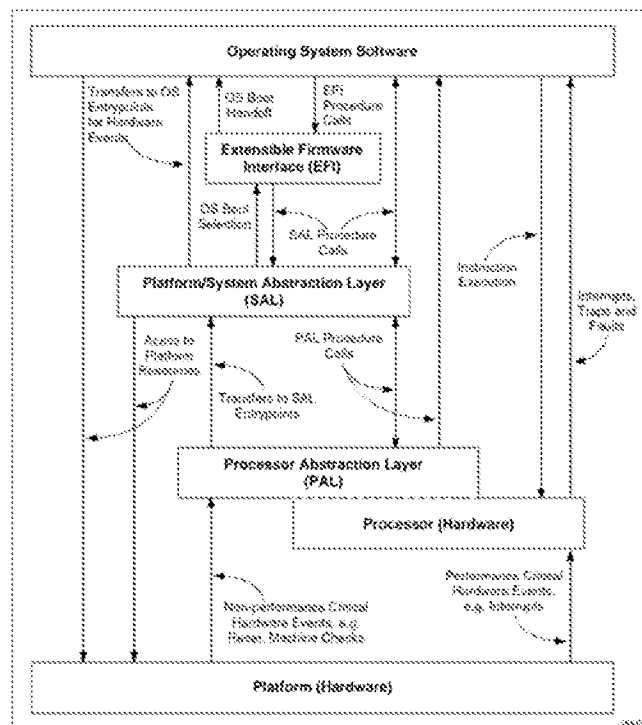 Operating System Software
Transfers to OS
Entrypoints
for Hardware
Events
OS Boot
Handoff
EFI
Procedure
Calls
Extensible Firmware
Interface (EFI)
OS Boot
Selection
SAL Procedure
Calls
Instruction
Execution
Platform/System Abstraction Layer
(SAL)
Interrupts,
Traps and
Faults
Access to
Platform
Resources
PAL Procedure
Calls
Transfers to SAL
Entrypoints
Processor Abstraction Layer
(PAL)
Processor (Hardware)
Performance Critical
Hardware Events,
e.g. Interrupts
Non-performance Critical
Hardware Events, e.g.
Reset, Machine Checks
Platform (Hardware)